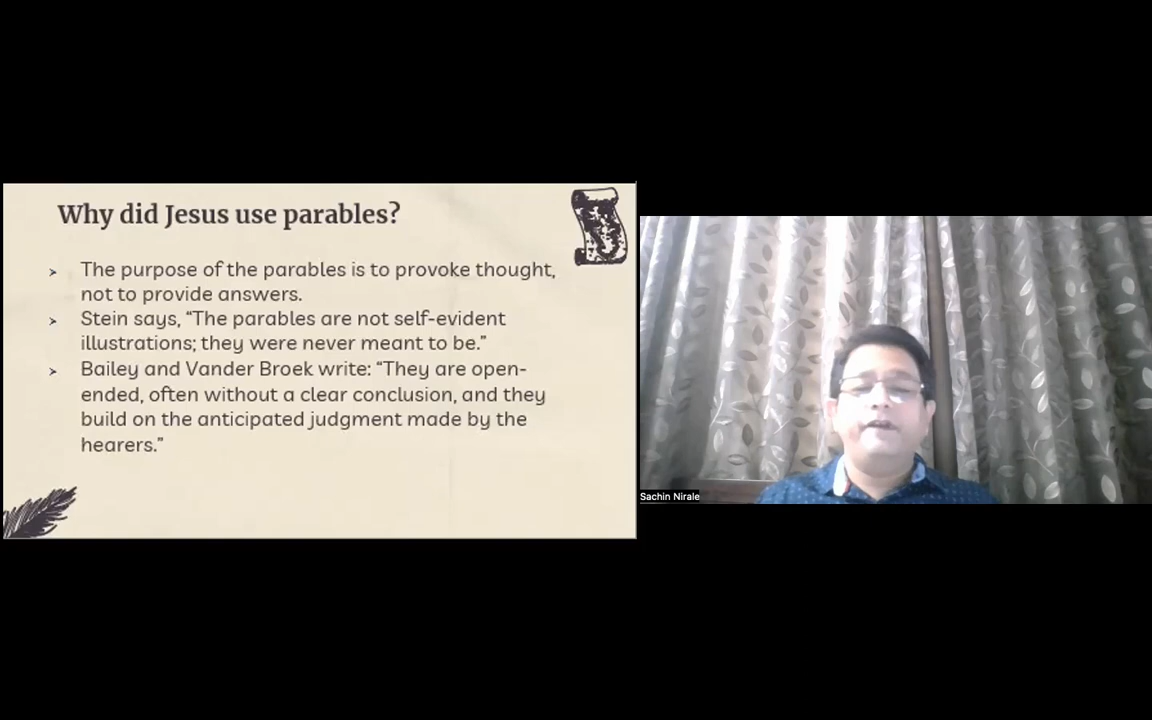 Why did Jesus use parables?
➢ The purpose of the parables is to provoke thought,
not to provide answers.
➢ Stein says, “The parables are not self-evident
illustrations; they were never meant to be.”
➢ Bailey and Vander Broek write: “They are open-
ended, often without a clear conclusion, and they
build on the anticipated judgment made by the
hearers.”
Sachin Nirale